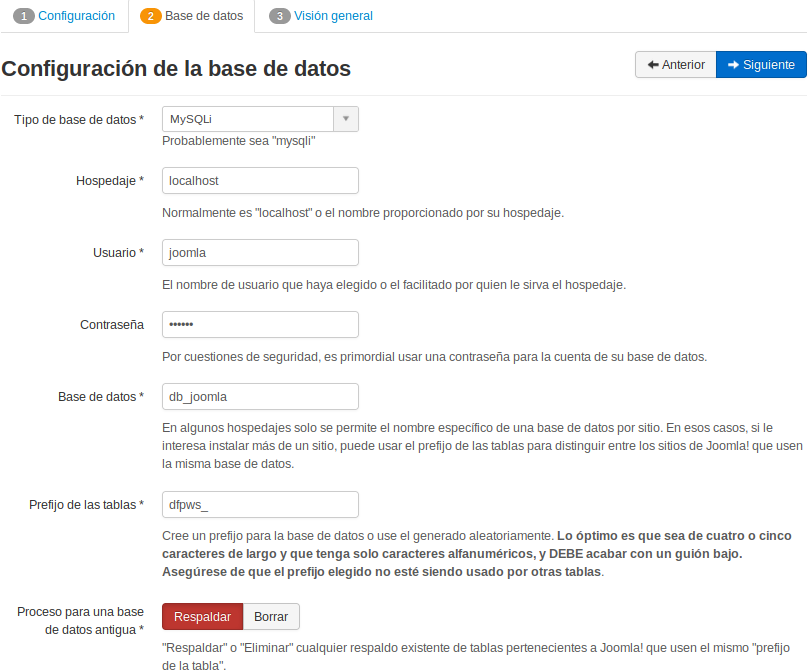 1 Configuración 2 Base de datos 3 Visión general
Configuración de la base de datos
Anterior Siguiente
Tipo de base de datos * MySQLi
Probablemente sea "mysqli"
Hospedaje * localhost
Normalmente es "localhost" o el nombre proporcionado por su hospedaje.
Usuario * joomla
El nombre de usuario que haya elegido o el facilitado por quien le sirva el hospedaje.
Contraseña ••••••
Por cuestiones de seguridad, es primordial usar una contraseña para la cuenta de su base de datos.
Base de datos * db_joomla
En algunos hospedajes solo se permite el nombre específico de una base de datos por sitio. En esos casos, si le
interesa instalar más de un sitio, puede usar el prefijo de las tablas para distinguir entre los sitios de Joomla! que usen
la misma base de datos.
Prefijo de las tablas * dfpws_
Cree un prefijo para la base de datos o use el generado aleatoriamente. Lo óptimo es que sea de cuatro o cinco
caracteres de largo y que tenga solo caracteres alfanuméricos, y DEBE acabar con un guión bajo.
Asegúrese de que el prefijo elegido no esté siendo usado por otras tablas.
Proceso para una base
de datos antigua *
Respaldar Borrar
"Respaldar" o "Eliminar" cualquier respaldo existente de tablas pertenecientes a Joomla! que usen el mismo "prefijo
de la tabla".